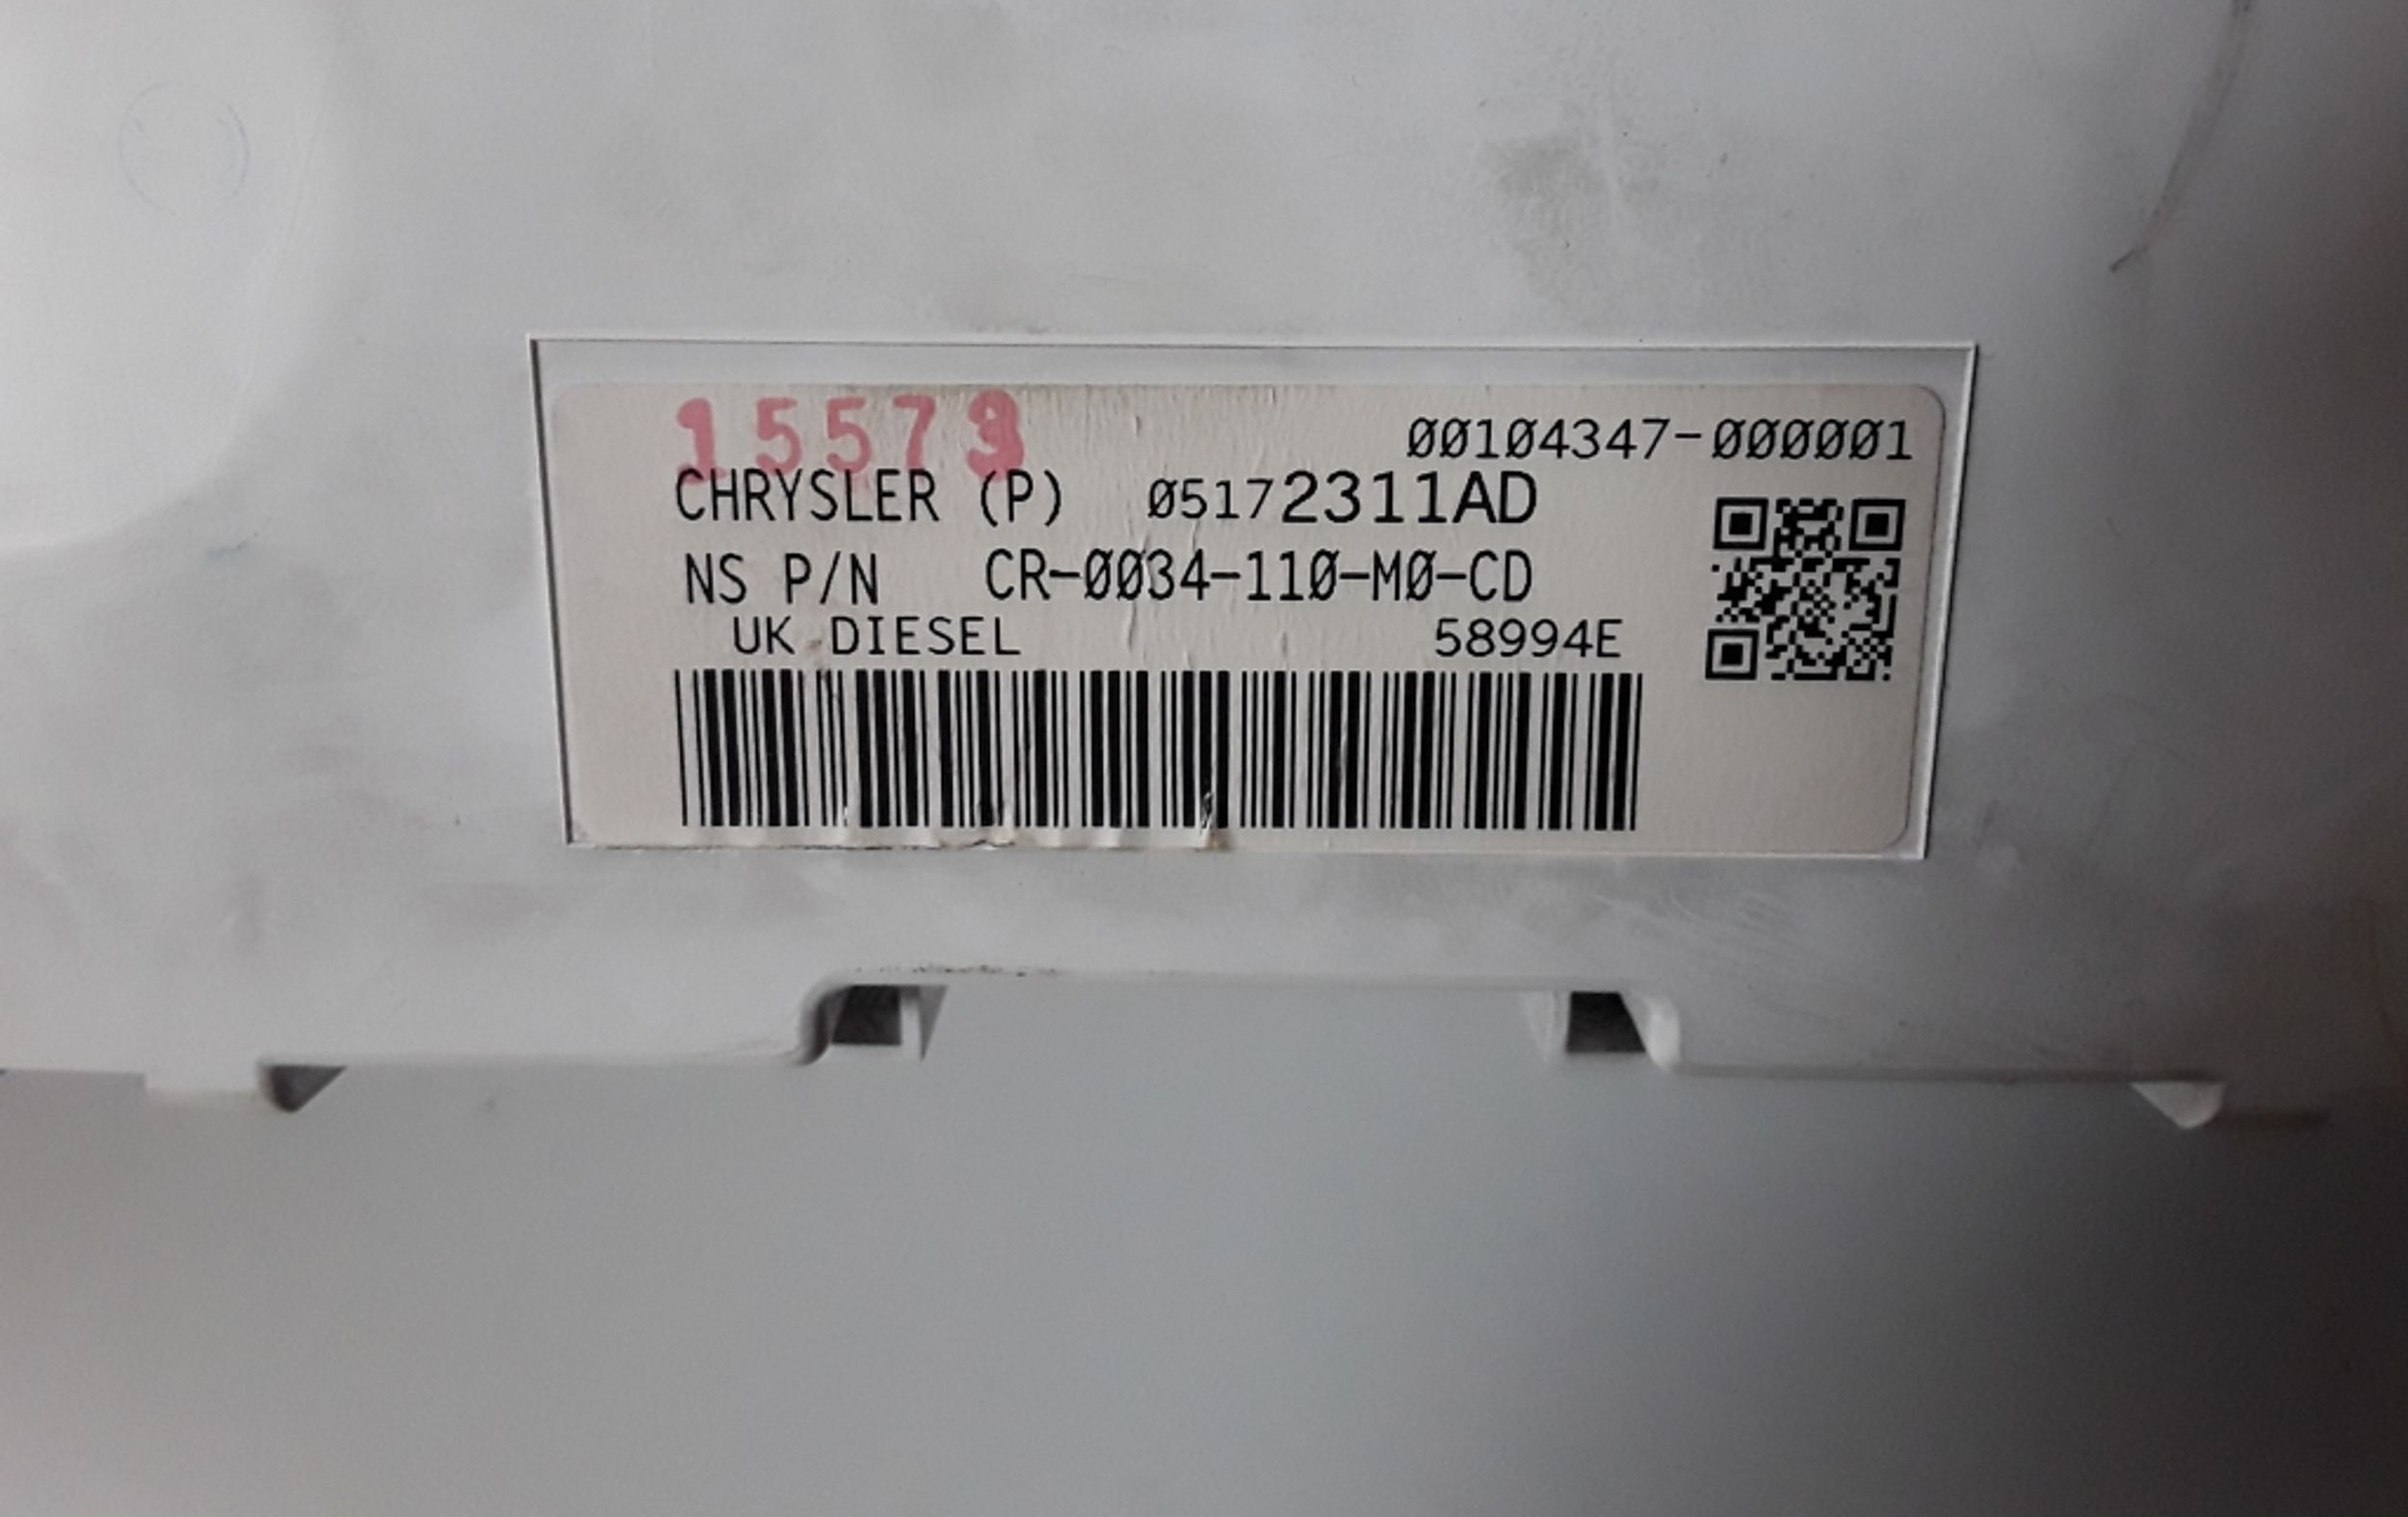 15573
00104347-000001
CHRYSLER (P) 05172311AD
NS P/N CR-0034-110-M0-CD
UK DIESEL 58994E